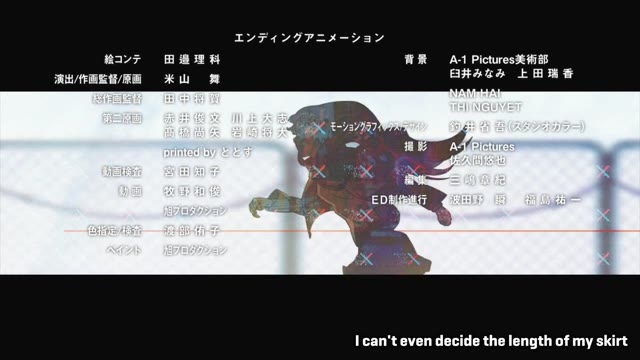 エンディングアニメーション
絵コンテ 田邉理科
演出/作画監督/原画 米山 舞
総作画監督 田中将賀
第二原画 赤井俊文 川上大志
髙橋尚矢 岩崎将大
printed by ととす
動画検査 宮田知子
動画 牧野和俊
旭プロダクション
色指定/検査 渡部侑子
ペイント 旭プロダクション
背景 A-1 Pictures美術部
臼井みなみ 上田瑞香
NAM HAI
THI NGUYET
モーショングラフィックスデザイン 釣井省吾(スタジオカラー)
撮影 A-1 Pictures
佐久間悠也
編集 三嶋章紀
ED制作進行 波田野 瞬 福島祐一
I can't even decide the length of my skirt